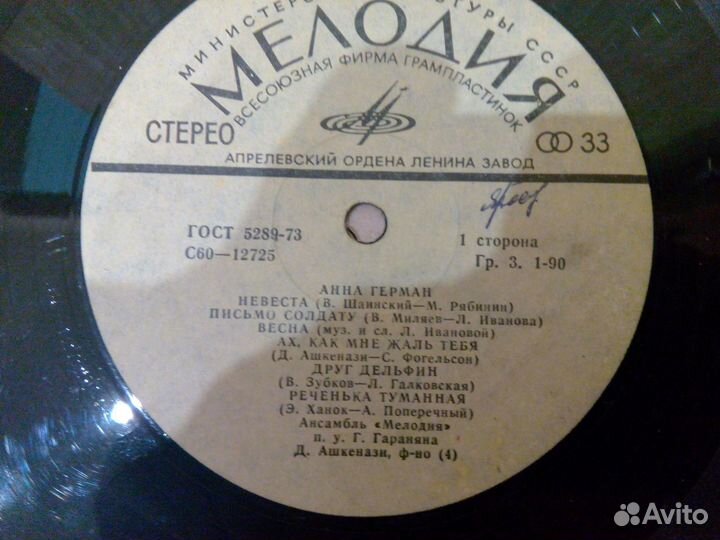 МИНИСТЕР УРЫ СССР
МЕЛОДИЯ
ВСЕСОЮЗНАЯ ФИРМА ГРАМПЛАСТИНОК
СТЕРЕО 33
АПРЕЛЕВСКИЙ ОРДЕНА ЛЕНИНА ЗАВОД
ГОСТ 5289-73
1 сторона
С60—12725
Гр. 3. 1-90
АННА ГЕРМАН
НЕВЕСТА (В. Шаинский—М. Рябинин)
ПИСЬМО СОЛДАТУ (В. Миляев—Л. Иванова)
ВЕСНА (муз. и сл. Л. Ивановой)
АХ, КАК МНЕ ЖАЛЬ ТЕБЯ
(Д. Ашкенази—С. Фогельсон)
ДРУГ ДЕЛЬФИН
(В. Зубков—Л. Галковская)
РЕЧЕНЬКА ТУМАННАЯ
(Э. Ханок—А. Поперечный)
Ансамбль «Мелодия»
п. у. Г. Гараняна
Д. Ашкенази, ф-но (4)
Avito